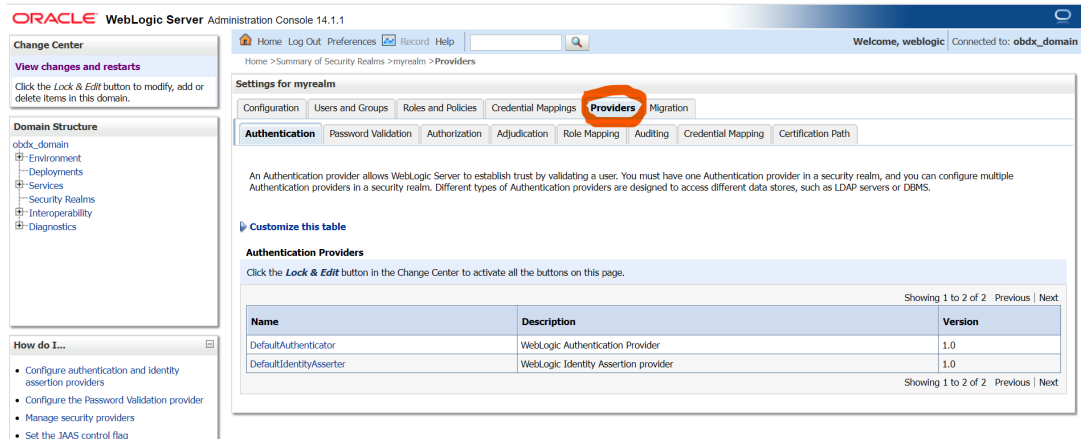 ORACLE WebLogic Server Administration Console 14.1.1
Change Center
View changes and restarts
Click the Lock & Edit button to modify, add or
delete items in this domain.
Domain Structure
obdx_domain
Environment
Deployments
Services
Security Realms
Interoperability
Diagnostics
How do I...
Configure authentication and identity
assertion providers
Configure the Password Validation provider
Manage security providers
Set the JAAS control flag
Home Log Out Preferences Record Help
Welcome, weblogic Connected to: obdx_domain
Home >Summary of Security Realms >myrealm >Providers
Settings for myrealm
Configuration Users and Groups Roles and Policies Credential Mappings Providers Migration
Authentication Password Validation Authorization Adjudication Role Mapping Auditing Credential Mapping Certification Path
An Authentication provider allows WebLogic Server to establish trust by validating a user. You must have one Authentication provider in a security realm, and you can configure multiple
Authentication providers in a security realm. Different types of Authentication providers are designed to access different data stores, such as LDAP servers or DBMS.
Customize this table
Authentication Providers
Click the Lock & Edit button in the Change Center to activate all the buttons on this page.
Showing 1 to 2 of 2 Previous | Next
Name Description Version
DefaultAuthenticator WebLogic Authentication Provider 1.0
DefaultIdentityAsserter WebLogic Identity Assertion provider 1.0
Showing 1 to 2 of 2 Previous | Next